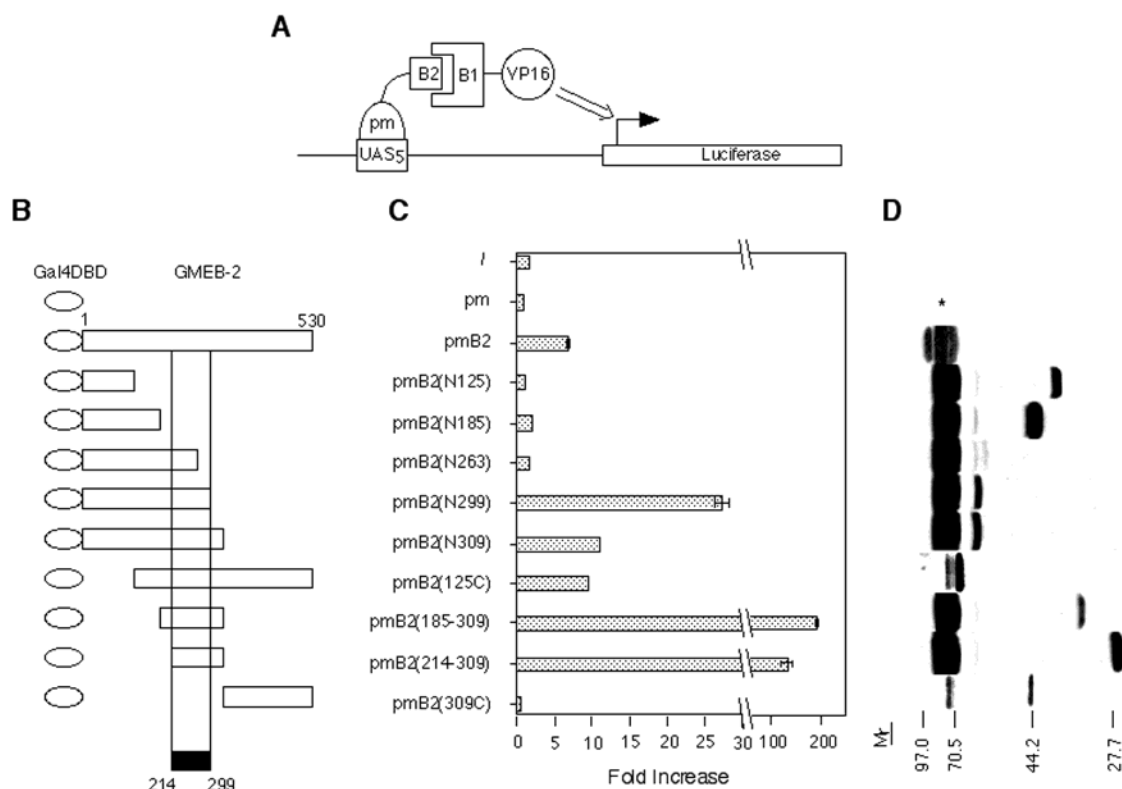 A
B2
B1
VP16
pm
UAS5
Luciferase
B
C
D
Gal4DBD
GMEB-2
1
530
214
299
/
pm
pmB2
pmB2(N125)
pmB2(N185)
pmB2(N263)
pmB2(N299)
pmB2(N309)
pmB2(125C)
pmB2(185-309)
pmB2(214-309)
pmB2(309C)
0 5 10 15 20 25 30 100 200
Fold Increase
*
Mr
97.0
70.5
44.2
27.7